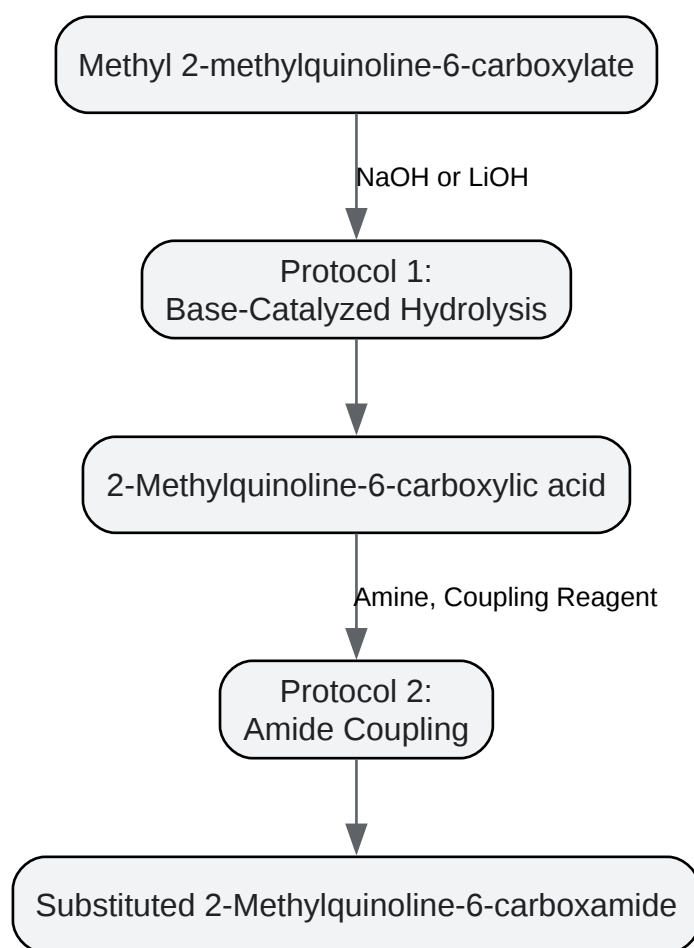 Methyl 2-methylquinoline-6-carboxylate
NaOH or LiOH
Protocol 1:
Base-Catalyzed Hydrolysis
2-Methylquinoline-6-carboxylic acid
Amine, Coupling Reagent
Protocol 2:
Amide Coupling
Substituted 2-Methylquinoline-6-carboxamide